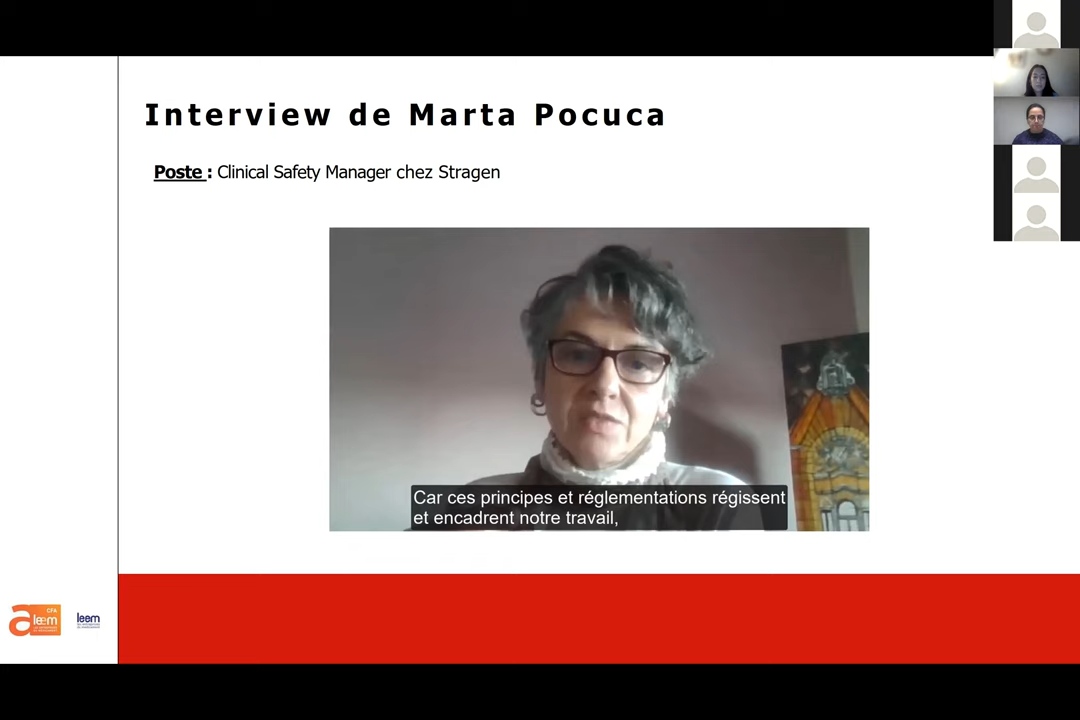 Interview de Marta Pocuca
Poste : Clinical Safety Manager chez Stragen
Car ces principes et réglementations régissent
et encadrent notre travail,
CFA
leem
leem